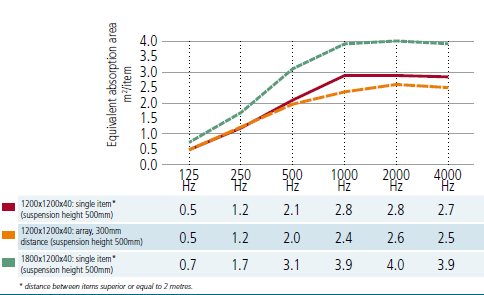 Equivalent absorption area
m²/item
4.0
3.5
3.0
2.5
2.0
1.5
1.0
0.5
0.0
125 250 500 1000 2000 4000
Hz Hz Hz Hz Hz Hz
1200x1200x40: single item*
(suspension height 500mm)
0.5 1.2 2.1 2.8 2.8 2.7
1200x1200x40: array, 300mm
distance (suspension height 500mm)
0.5 1.2 2.0 2.4 2.6 2.5
1800x1200x40: single item*
(suspension height 500mm)
0.7 1.7 3.1 3.9 4.0 3.9
* distance between items superior or equal to 2 metres.